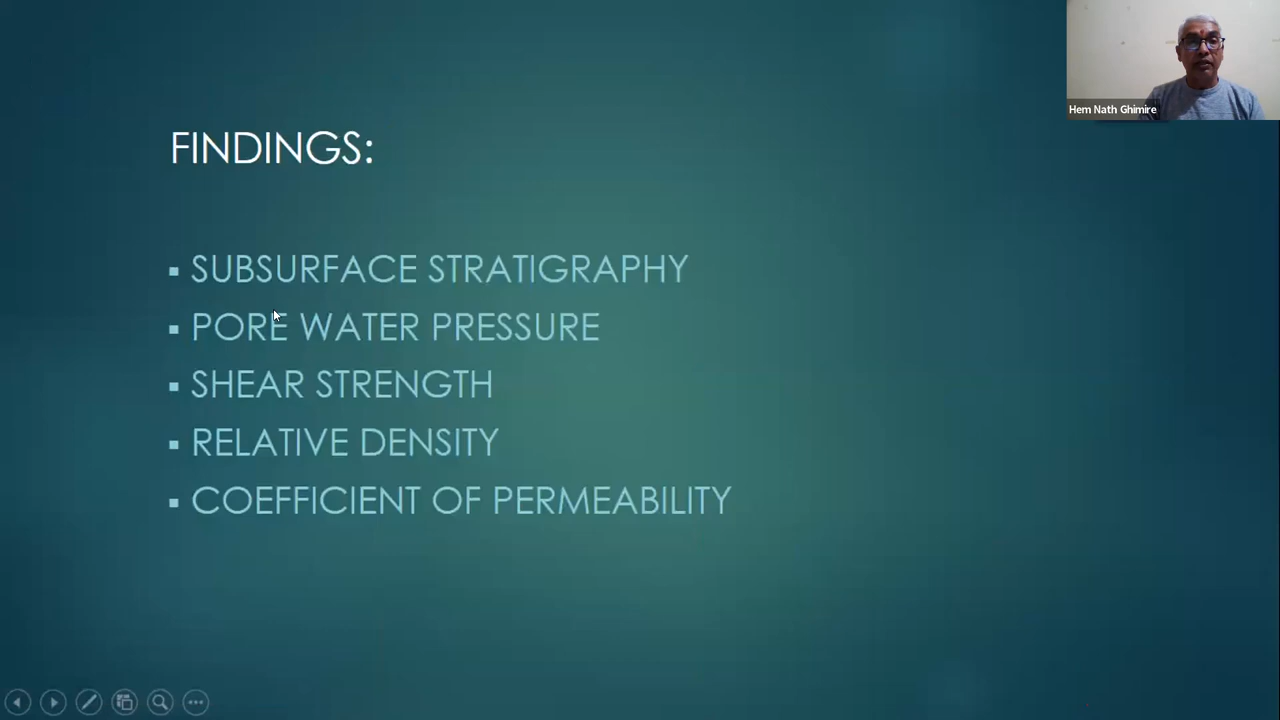 Hem Nath Ghimire
FINDINGS:
▪ SUBSURFACE STRATIGRAPHY
▪ PORE WATER PRESSURE
▪ SHEAR STRENGTH
▪ RELATIVE DENSITY
▪ COEFFICIENT OF PERMEABILITY